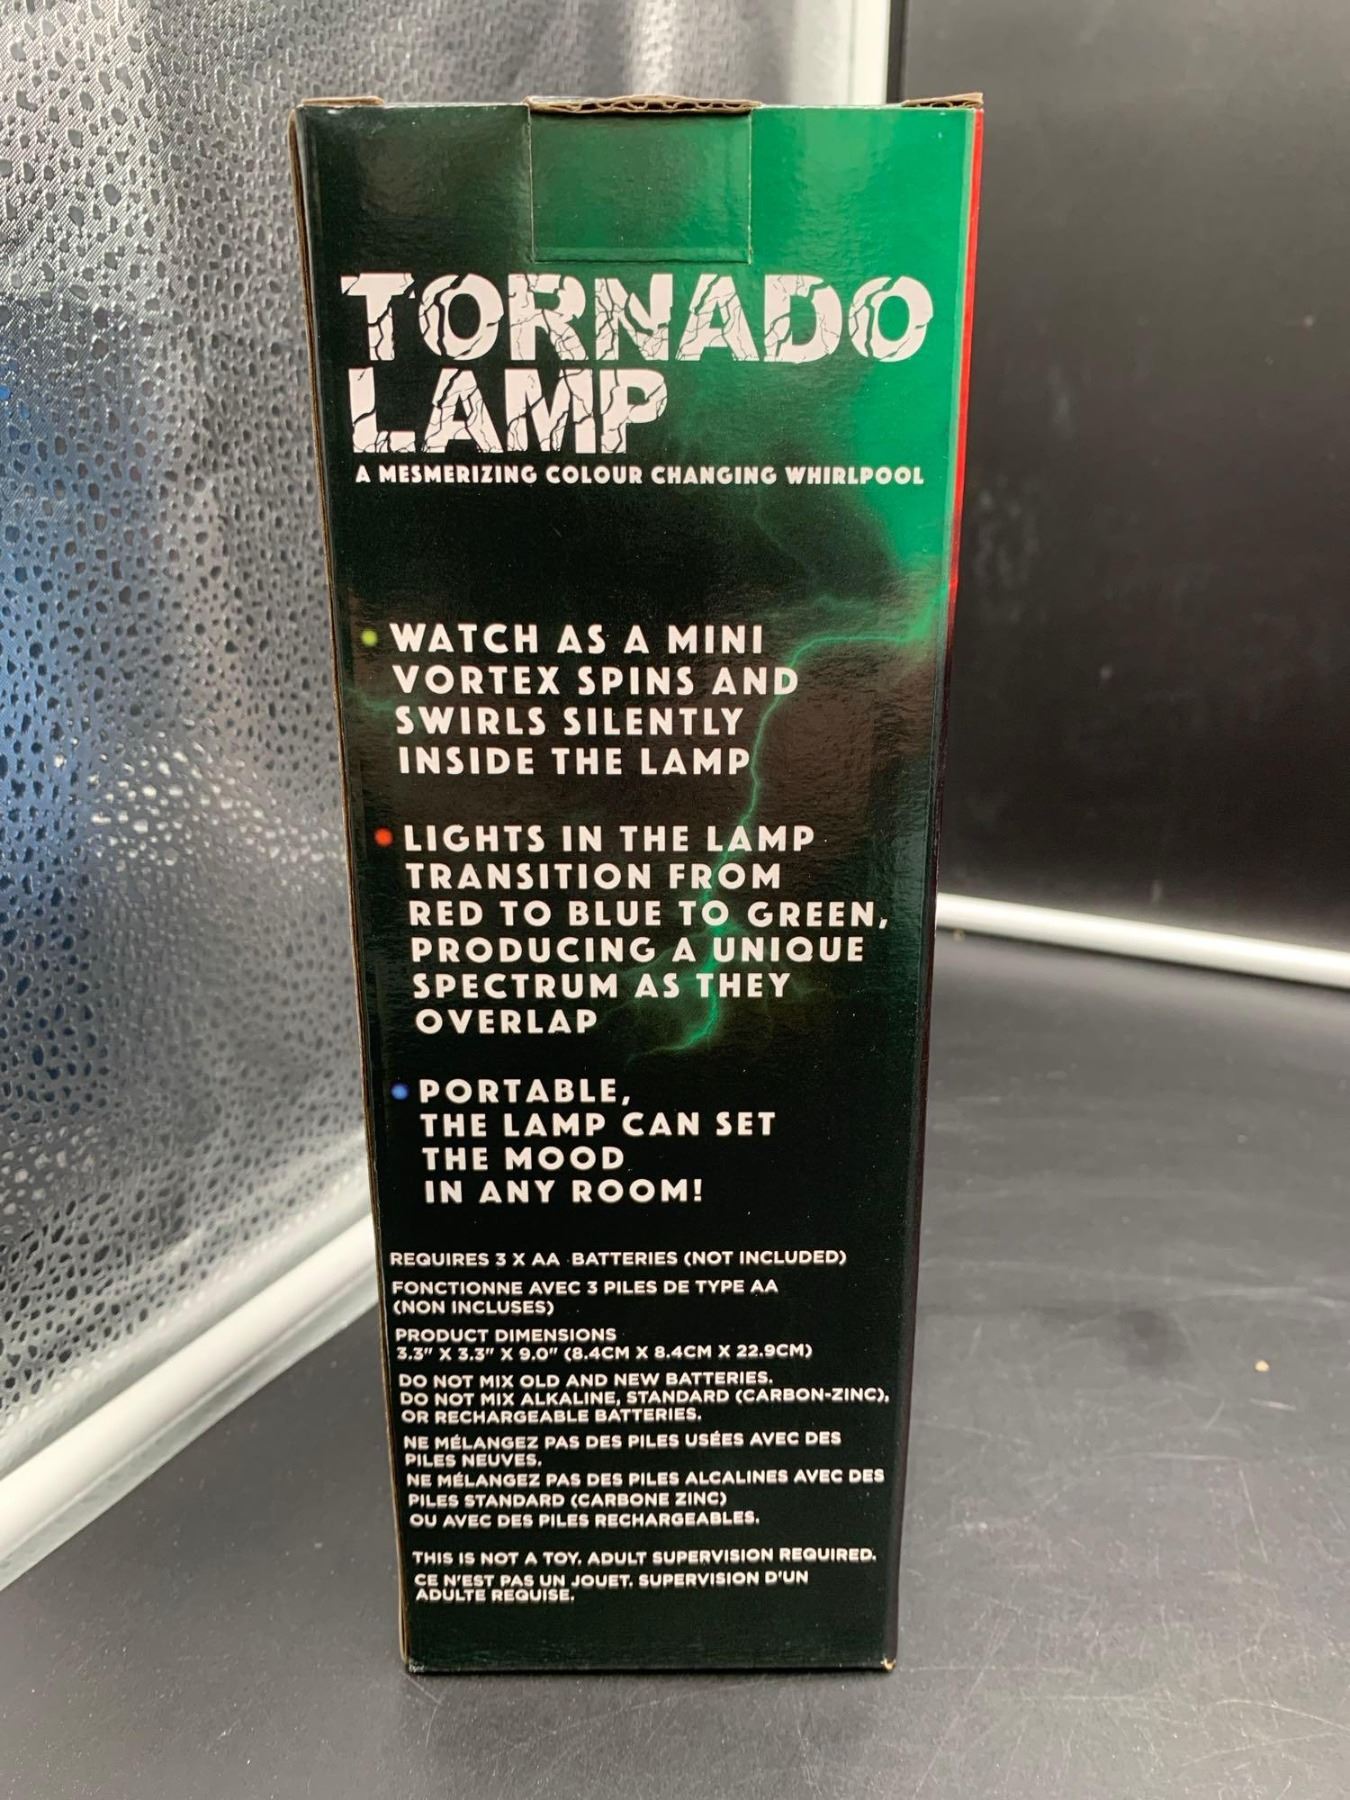 TORNADO
LAMP
A MESMERIZING COLOUR CHANGING WHIRLPOOL
WATCH AS A MINI
VORTEX SPINS AND
SWIRLS SILENTLY
INSIDE THE LAMP
LIGHTS IN THE LAMP
TRANSITION FROM
RED TO BLUE TO GREEN,
PRODUCING A UNIQUE
SPECTRUM AS THEY
OVERLAP
PORTABLE,
THE LAMP CAN SET
THE MOOD
IN ANY ROOM!
REQUIRES 3 X AA BATTERIES (NOT INCLUDED)
FONCTIONNE AVEC 3 PILES DE TYPE AA
(NON INCLUSES)
PRODUCT DIMENSIONS
3.3" X 3.3" X 9.0" (8.4CM X 8.4CM X 22.9CM)
DO NOT MIX OLD AND NEW BATTERIES.
DO NOT MIX ALKALINE, STANDARD (CARBON-ZINC),
OR RECHARGEABLE BATTERIES.
NE MÉLANGEZ PAS DES PILES USÉES AVEC DES
PILES NEUVES.
NE MÉLANGEZ PAS DES PILES ALCALINES AVEC DES
PILES STANDARD (CARBONE ZINC)
OU AVEC DES PILES RECHARGEABLES.
THIS IS NOT A TOY. ADULT SUPERVISION REQUIRED.
CE N'EST PAS UN JOUET. SUPERVISION D'UN
ADULTE REQUISE.